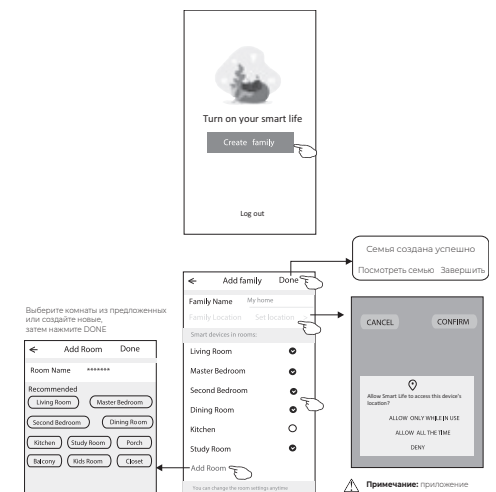 Turn on your smart life
Create family
Log out
Семья создана успешно
Посмотреть семью Завершить
Add family Done
Family Name My home
Family Location Set location
Smart devices in rooms:
Living Room
Master Bedroom
Second Bedroom
Dining Room
Kitchen
Study Room
Add Room
You can change the room settings anytime
Выберите комнаты из предложенных
или создайте новые,
затем нажмите DONE
Add Room Done
Room Name *******
Recommended
Living Room Master Bedroom
Second Bedroom Dining Room
Kitchen Study Room Porch
Balcony Kids Room Closet
CANCEL CONFIRM
Allow Smart Life to access this device's
location?
ALLOW ONLY WHILE IN USE
ALLOW ALL THE TIME
DENY
Примечание: приложение